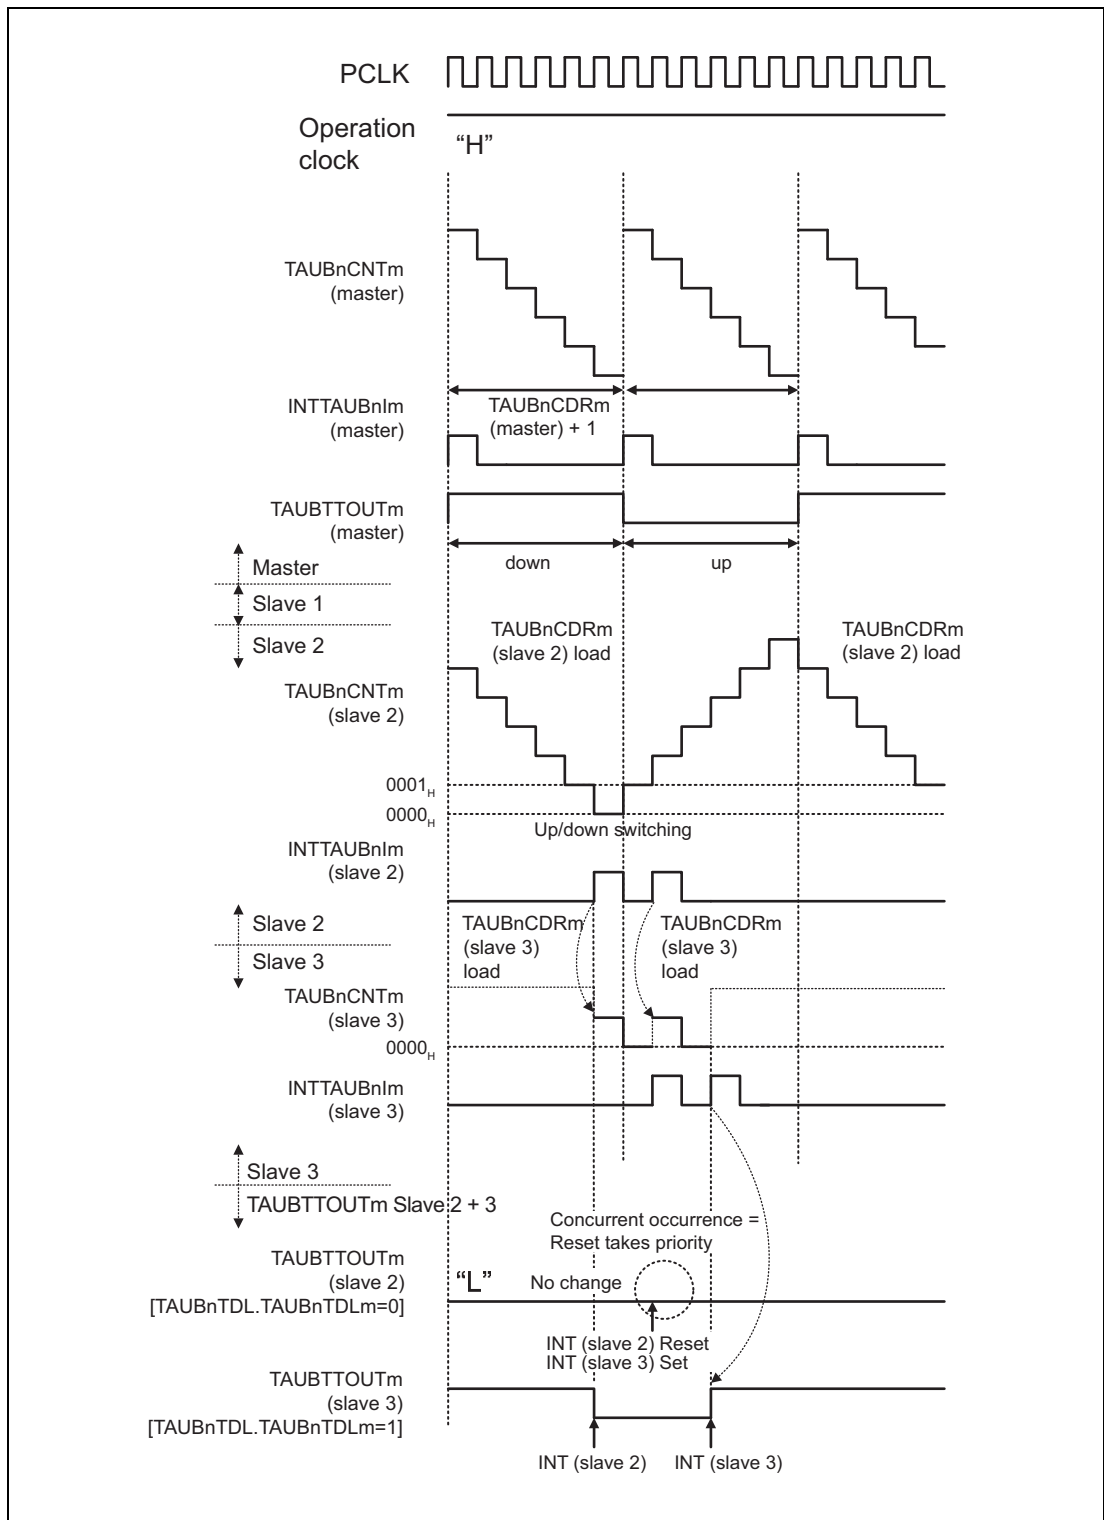 PCLK
Operation
clock
“H”
TAUBnCNTm
(master)
INTTAUBnIm
(master)
TAUBnCDRm
(master) + 1
TAUBTTOUTm
(master)
down
up
Master
Slave 1
Slave 2
TAUBnCDRm
(slave 2) load
TAUBnCDRm
(slave 2) load
TAUBnCNTm
(slave 2)
0001H
0000H
Up/down switching
INTTAUBnIm
(slave 2)
Slave 2
Slave 3
TAUBnCDRm
(slave 3)
load
TAUBnCDRm
(slave 3)
load
TAUBnCNTm
(slave 3)
0000H
INTTAUBnIm
(slave 3)
Slave 3
TAUBTTOUTm Slave 2 + 3
Concurrent occurrence =
Reset takes priority
TAUBTTOUTm
(slave 2)
[TAUBnTDL.TAUBnTDLm=0]
“L”
No change
INT (slave 2) Reset
INT (slave 3) Set
TAUBTTOUTm
(slave 3)
[TAUBnTDL.TAUBnTDLm=1]
INT (slave 2)
INT (slave 3)